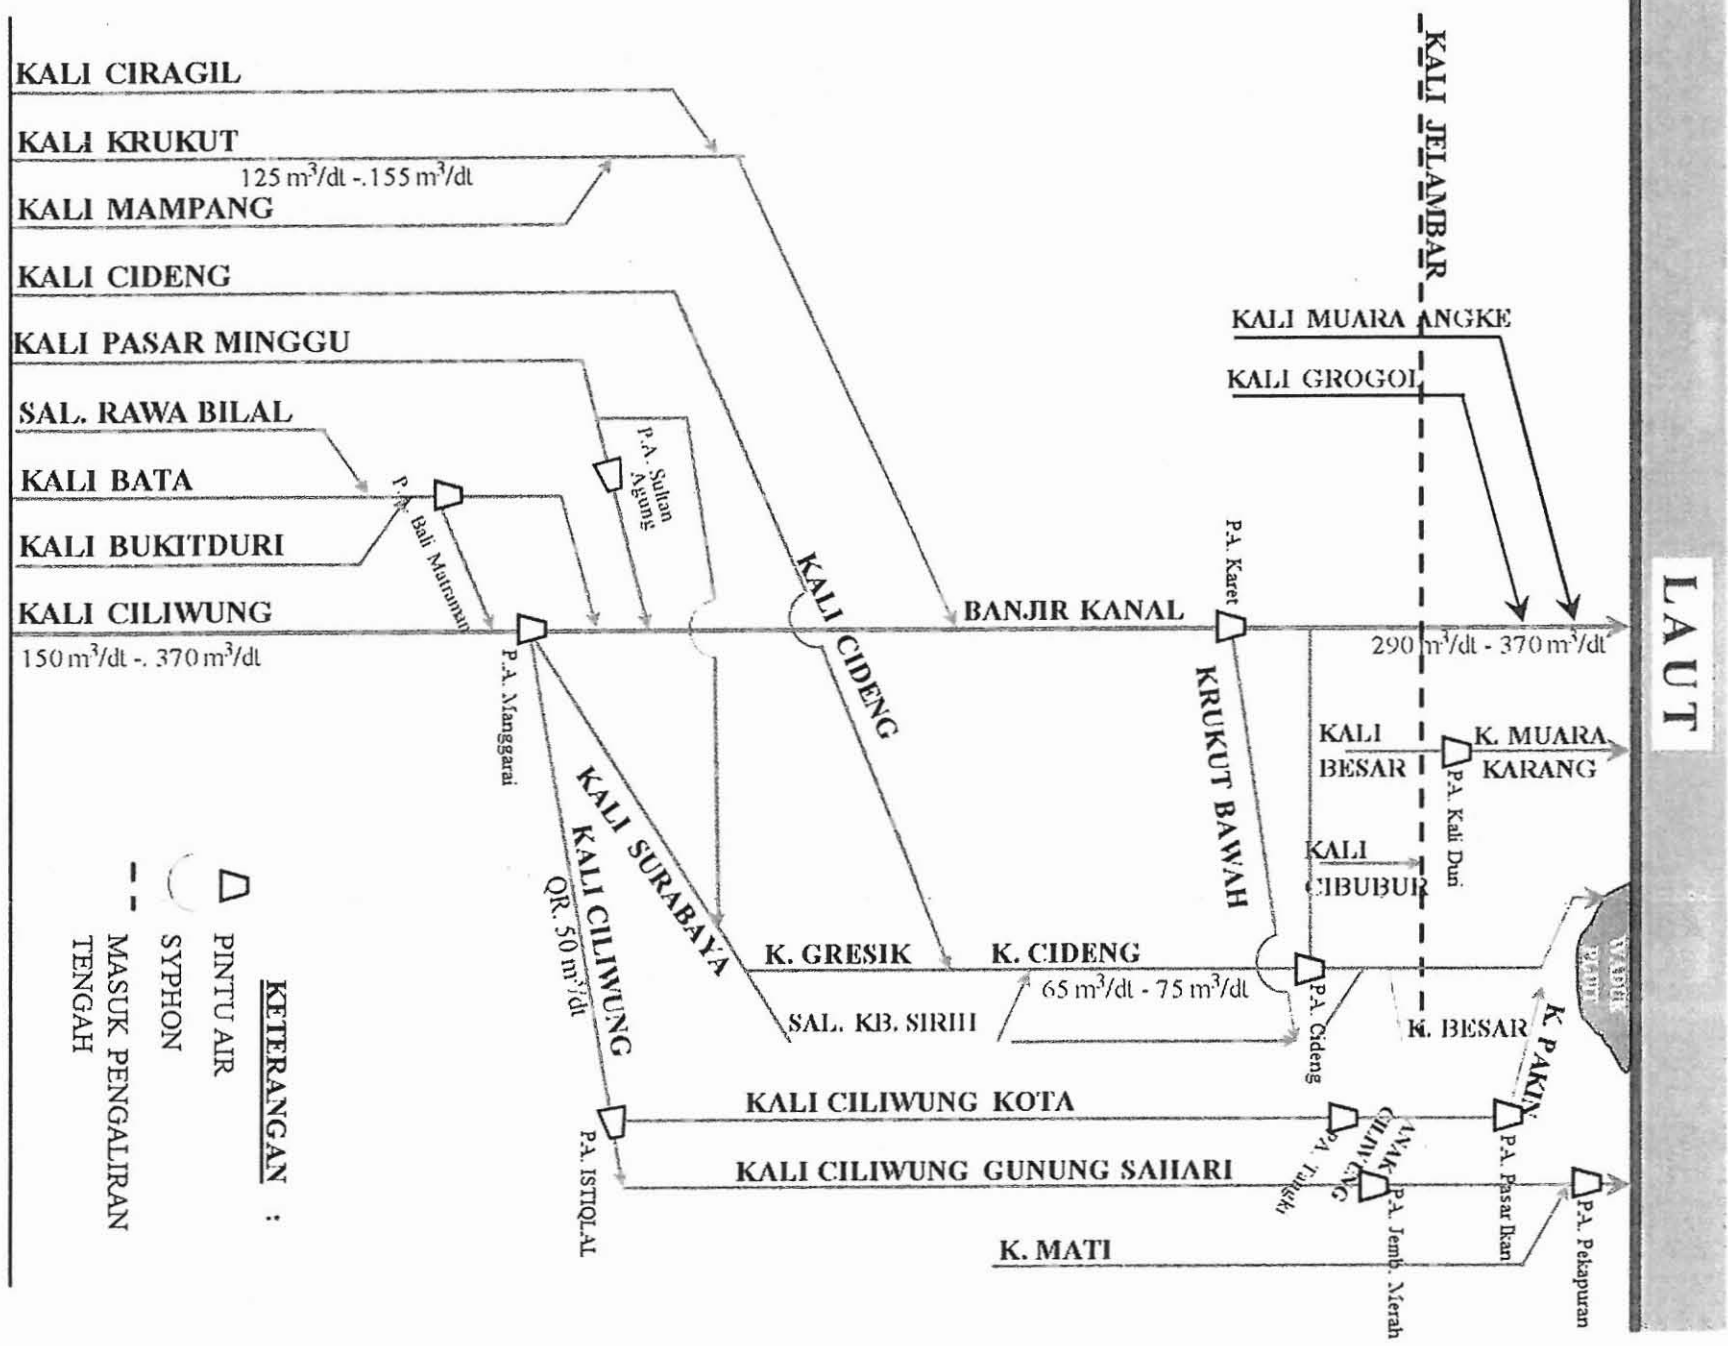 KALI CIRAGIL
KALI KRUKUT
125 m³/dt -.155 m³/dt
KALI MAMPANG
KALI CIDENG
KALI PASAR MINGGU
SAL. RAWA BILAL
KALI BATA
KALI BUKITDURI
KALI CILIWUNG
150 m³/dt -. 370 m³/dt
P.A. Bali Matraman
P.A. Sultan
Agung
P.A. Manggarai
KALI CIDENG
BANJIR KANAL
P.A. Karet
KALI JELAMBAR
KALI MUARA ANGKE
KALI GROGOL
290 m³/dt - 370 m³/dt
LAUT
KRUKUT BAWAH
KALI
BESAR
K. MUARA
KARANG
P.A. Kali Duri
KALI
CIBUBUR
WADUK
PLUIT
KALI SURABAYA
KALI CILIWUNG
QR. 50 m³/dt
K. GRESIK
K. CIDENG
65 m³/dt - 75 m³/dt
SAL. KB. SIRIH
P.A. Cideng
K. BESAR
K. PAKIN
KALI CILIWUNG KOTA
P.A. Tangki
ANAK
CILIWUNG
P.A. Pasar Ikan
P.A. ISTIQLAL
KALI CILIWUNG GUNUNG SAHARI
P.A. Jemb. Merah
P.A. Pekapuran
K. MATI
KETERANGAN :
PINTU AIR
SYPHON
MASUK PENGALIRAN
TENGAH